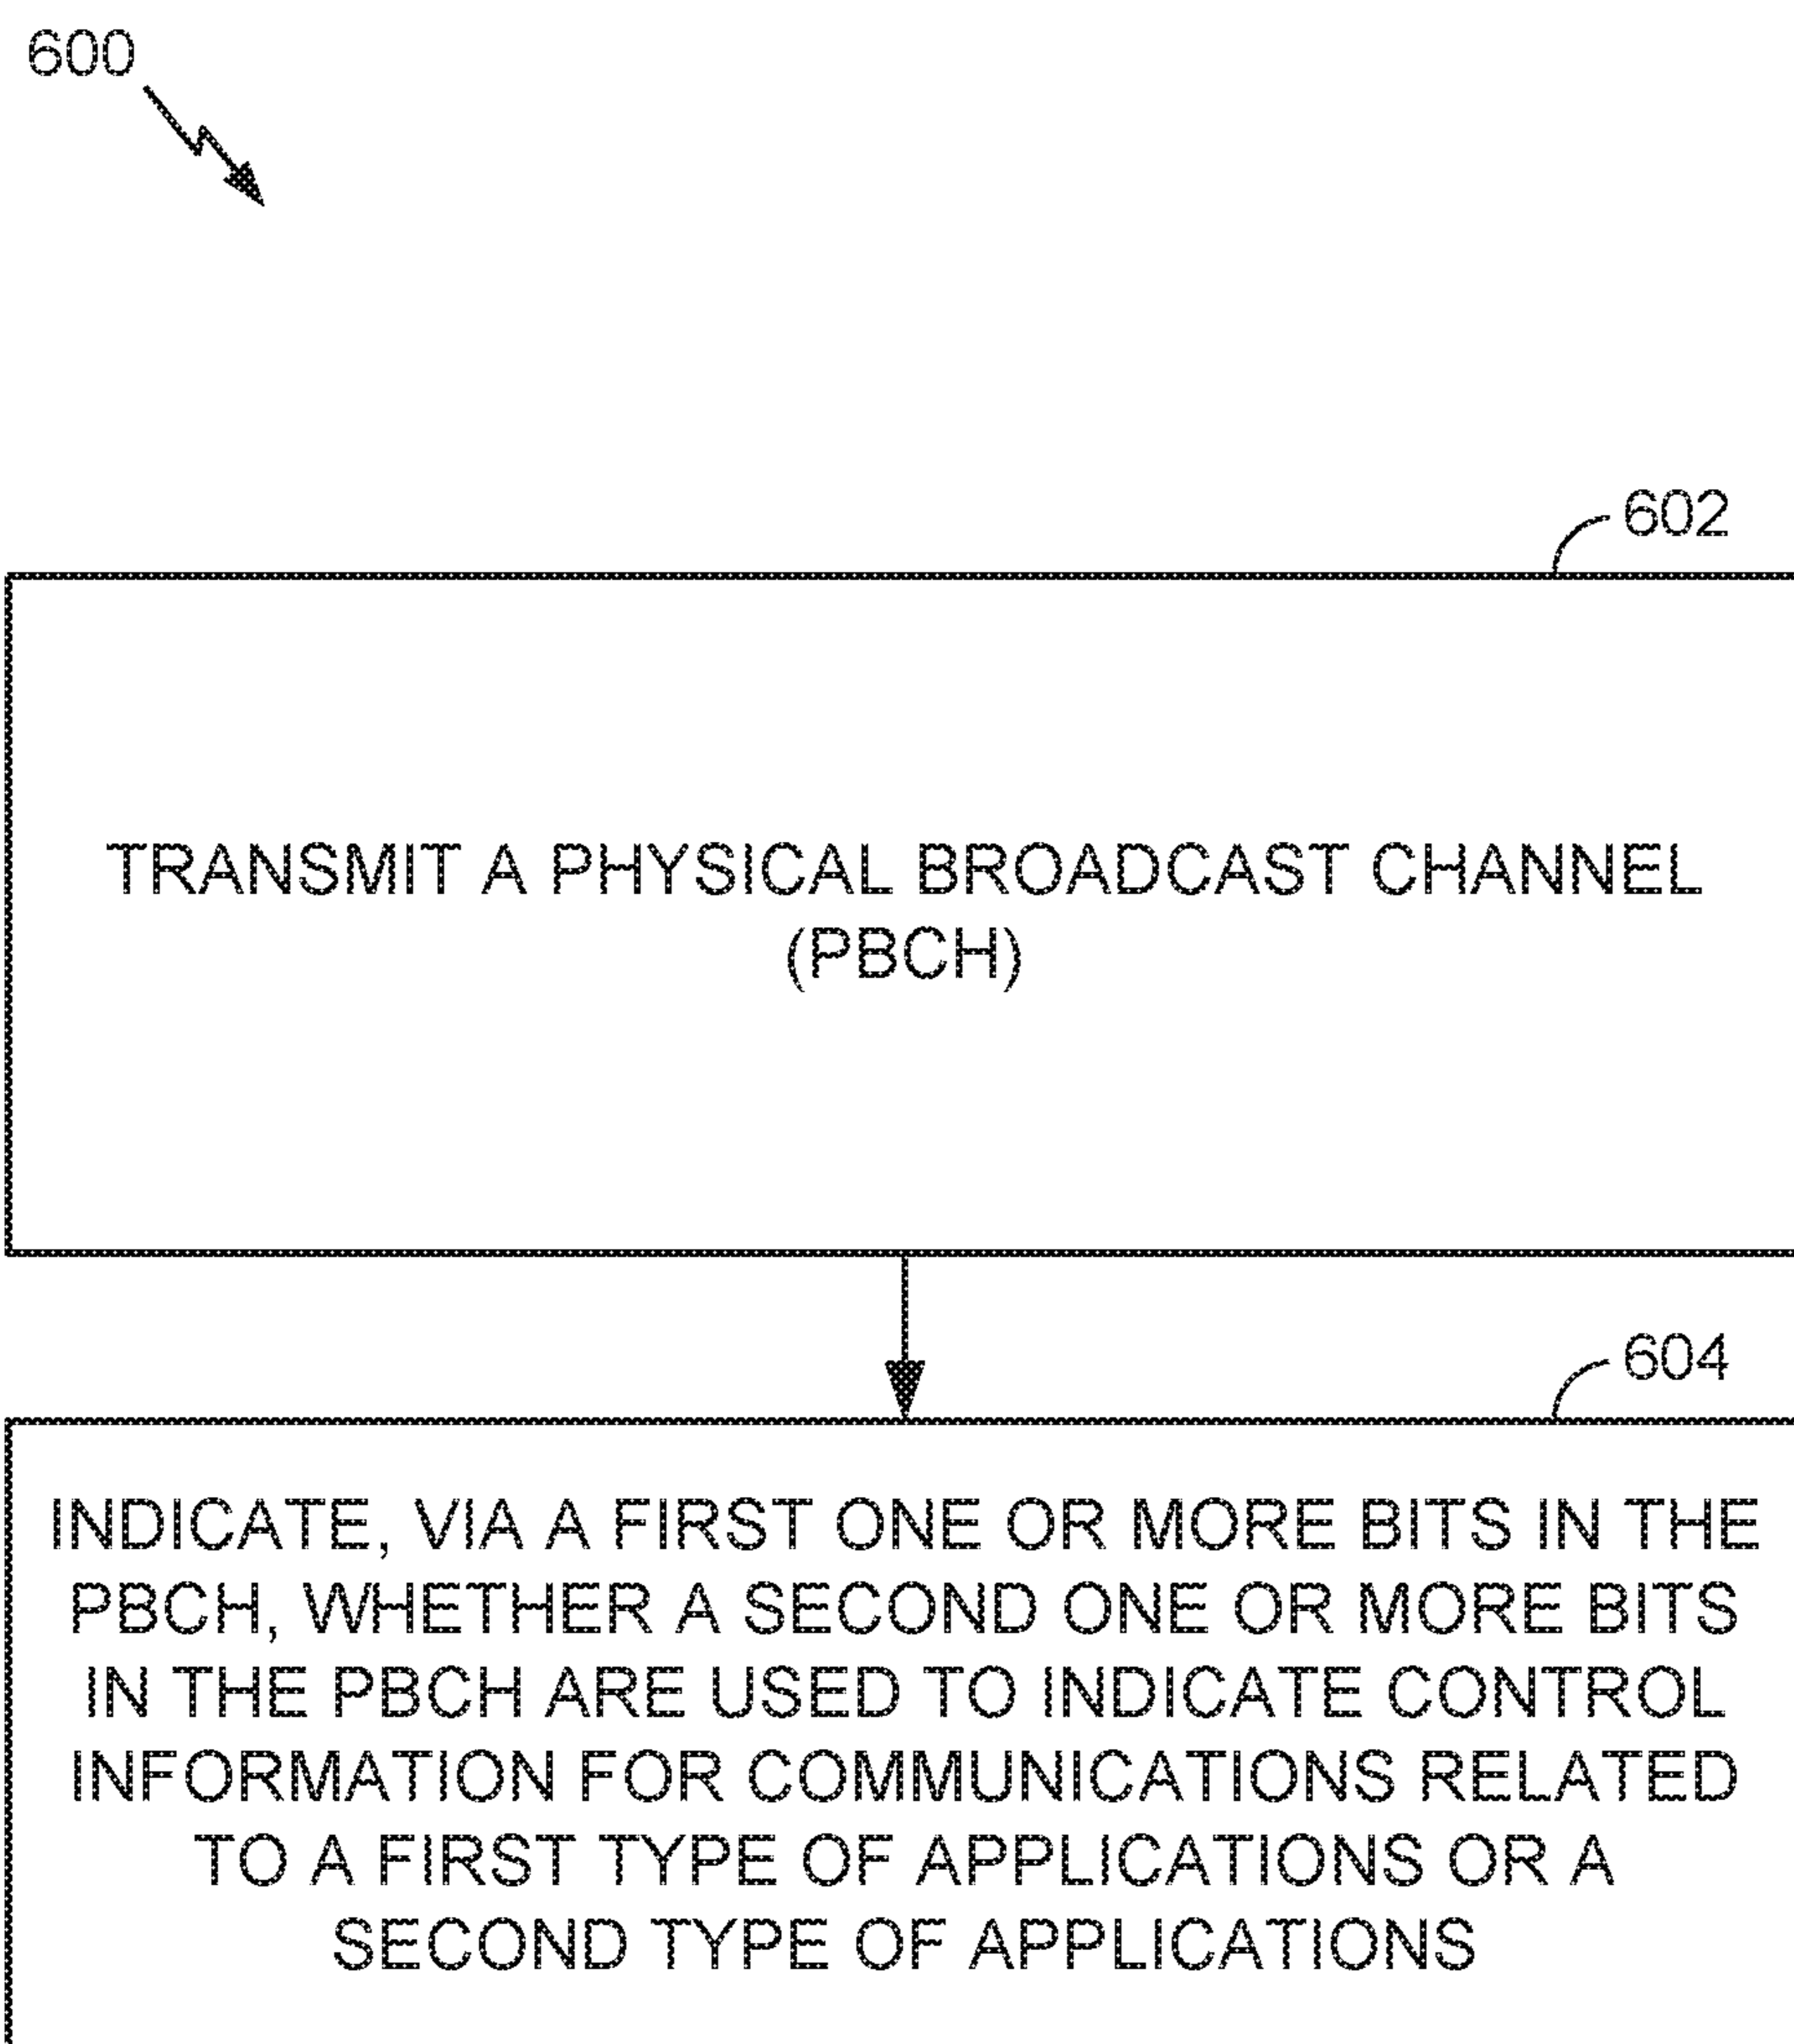 600
602
TRANSMIT A PHYSICAL BROADCAST CHANNEL
(PBCH)
604
INDICATE, VIA A FIRST ONE OR MORE BITS IN THE
PBCH, WHETHER A SECOND ONE OR MORE BITS
IN THE PBCH ARE USED TO INDICATE CONTROL
INFORMATION FOR COMMUNICATIONS RELATED
TO A FIRST TYPE OF APPLICATIONS OR A
SECOND TYPE OF APPLICATIONS